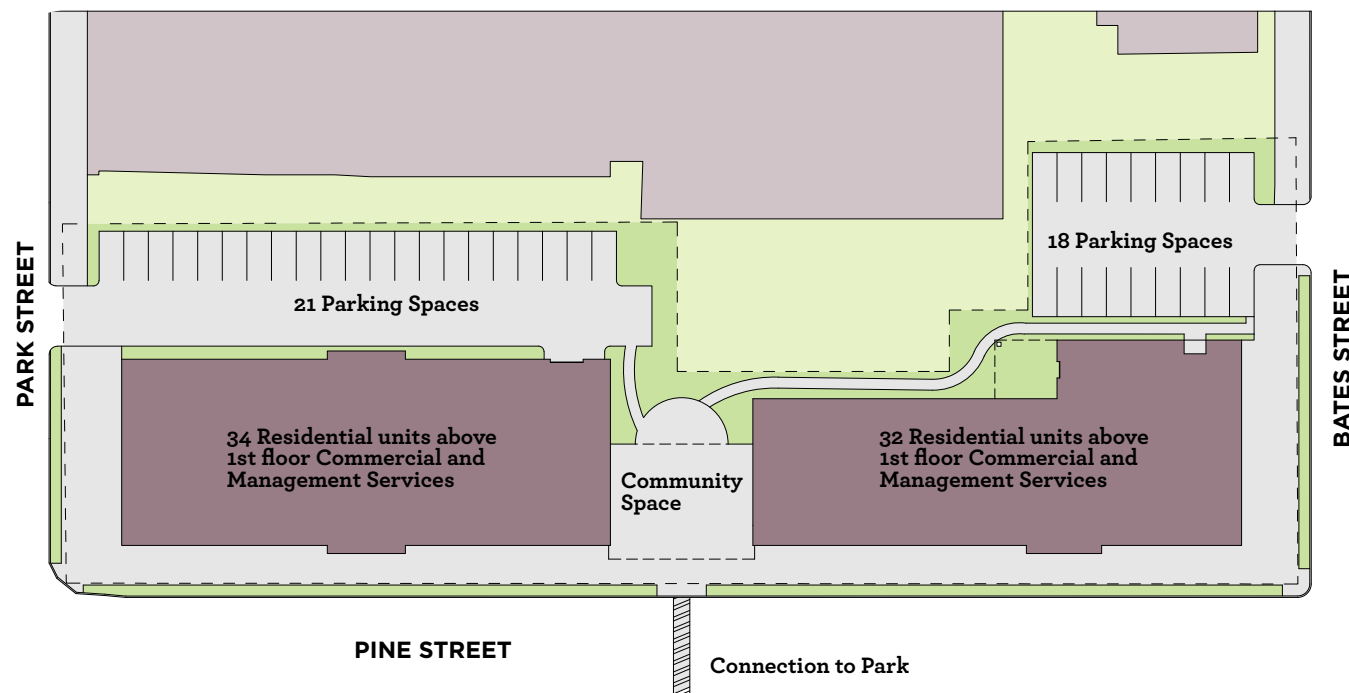 18 Parking Spaces
21 Parking Spaces
PARK STREET
BATES STREET
34 Residential units above
1st floor Commercial and
Management Services
32 Residential units above
1st floor Commercial and
Management Services
Community
Space
PINE STREET
Connection to Park